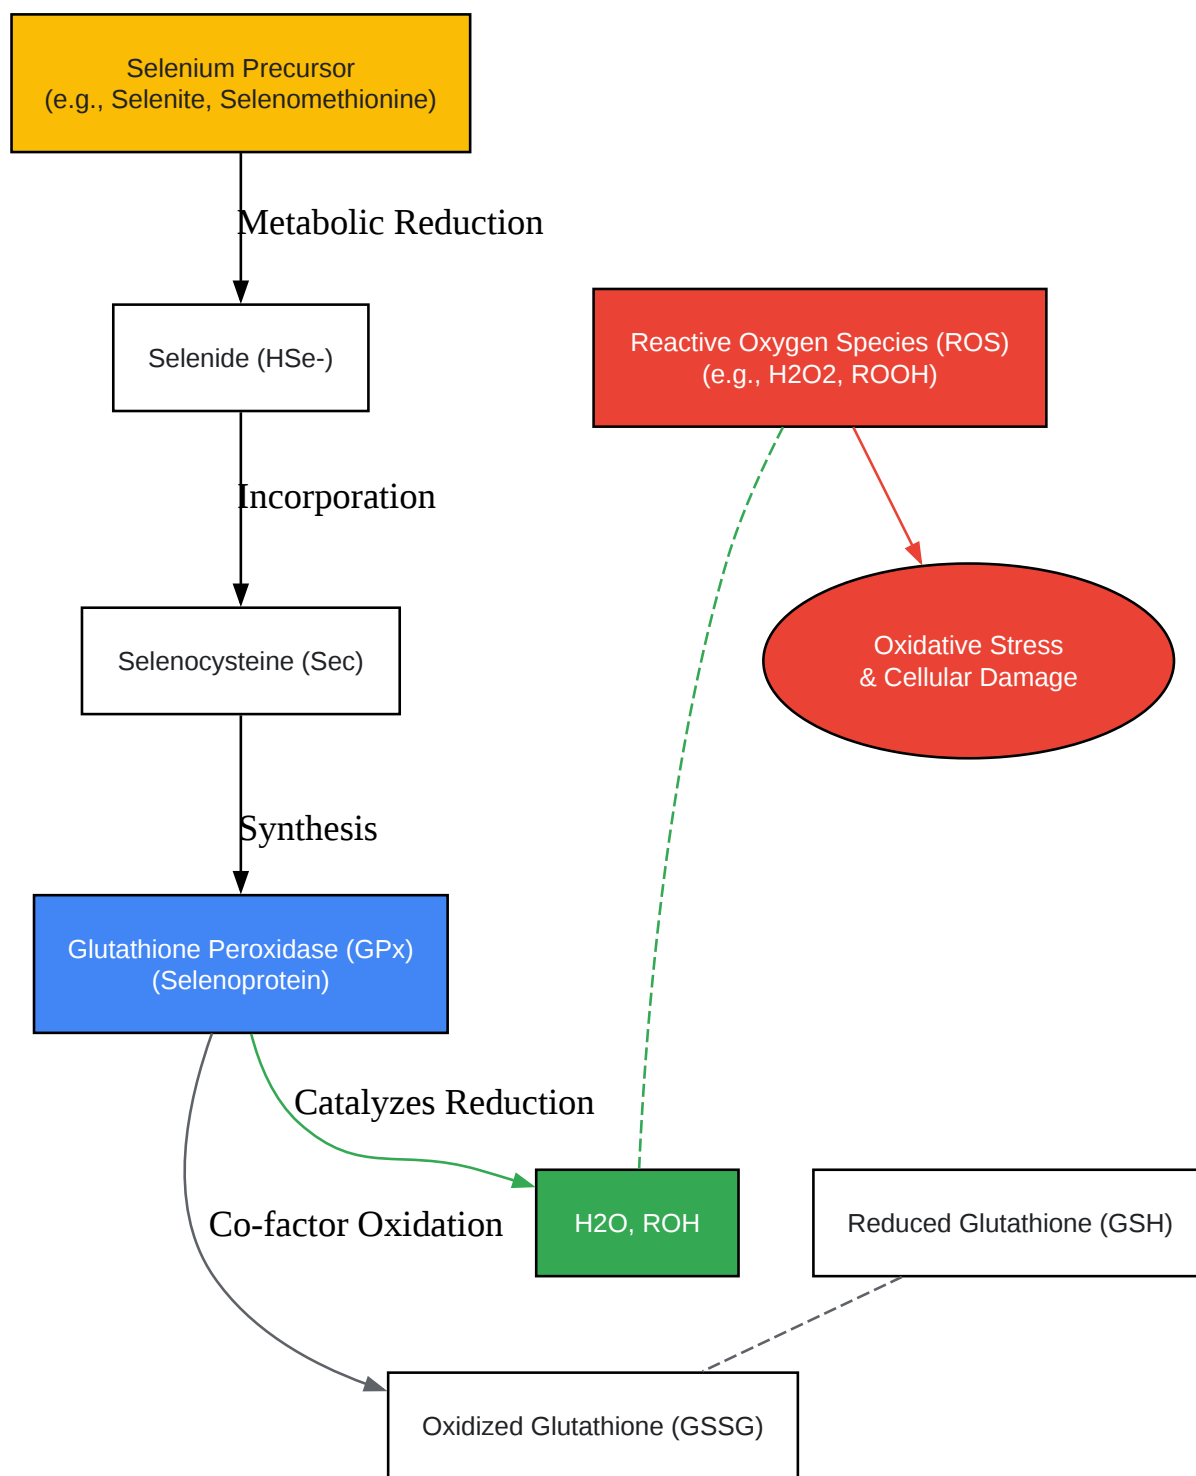 Selenium Precursor
(e.g., Selenite, Selenomethionine)
Metabolic Reduction
Selenide (HSe-)
Reactive Oxygen Species (ROS)
(e.g., H2O2, ROOH)
Incorporation
Selenocysteine (Sec)
Oxidative Stress
& Cellular Damage
Synthesis
Glutathione Peroxidase (GPx)
(Selenoprotein)
Catalyzes Reduction
Co-factor Oxidation
H2O, ROH
Reduced Glutathione (GSH)
Oxidized Glutathione (GSSG)